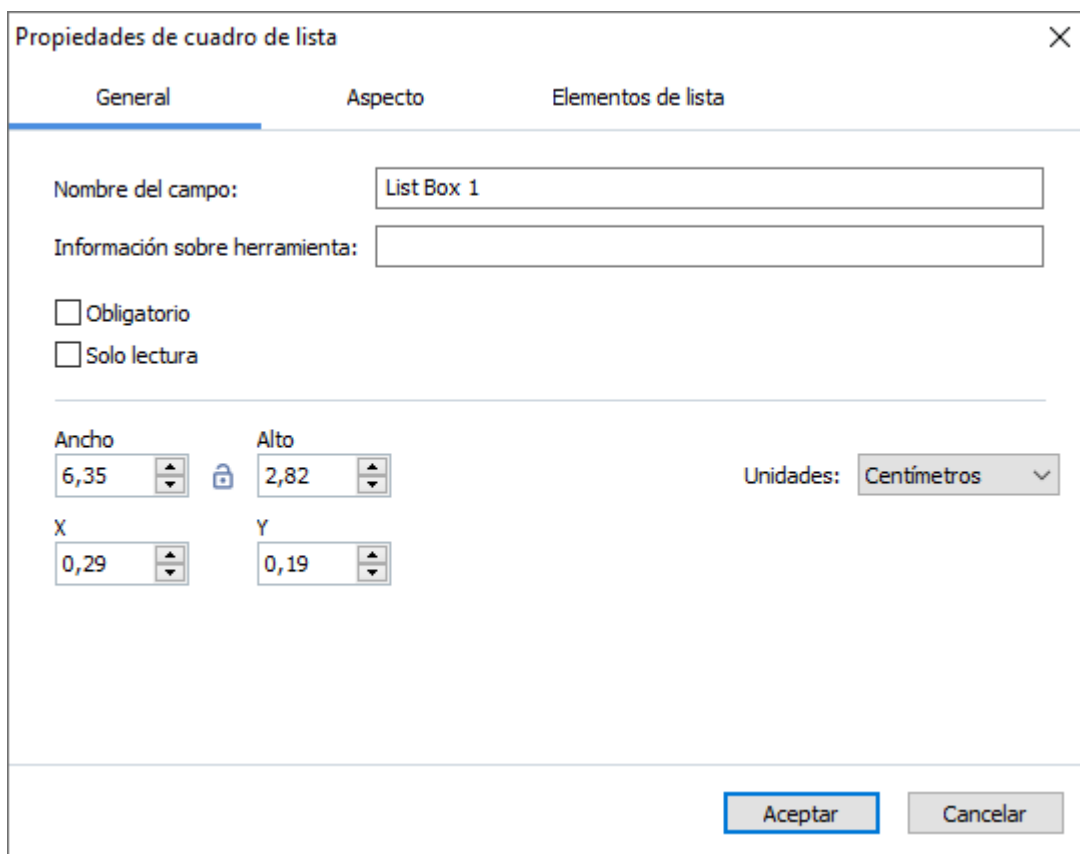 Propiedades de cuadro de lista
General Aspecto Elementos de lista
Nombre del campo: List Box 1
Información sobre herramienta:
Obligatorio
Solo lectura
Ancho Alto
6,35 2,82 Unidades: Centímetros
X Y
0,29 0,19
Aceptar Cancelar